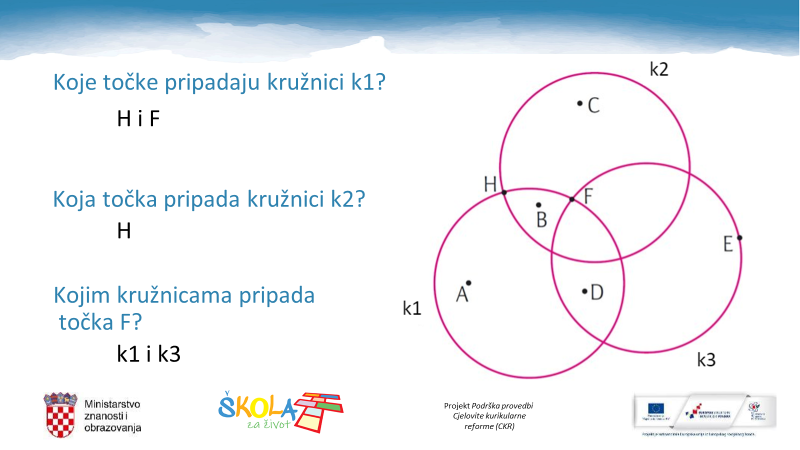 Koje točke pripadaju kružnici k1?
H i F
Koja točka pripada kružnici k2?
H
Kojim kružnicama pripada
točka F?
k1 i k3
k2
C
H
F
B
E
A
D
k1
k3
Ministarstvo
znanosti i
obrazovanja
ŠKOLA
za život
Projekt Podrška provedbi
Cjelovite kurikularne
reforme (CKR)